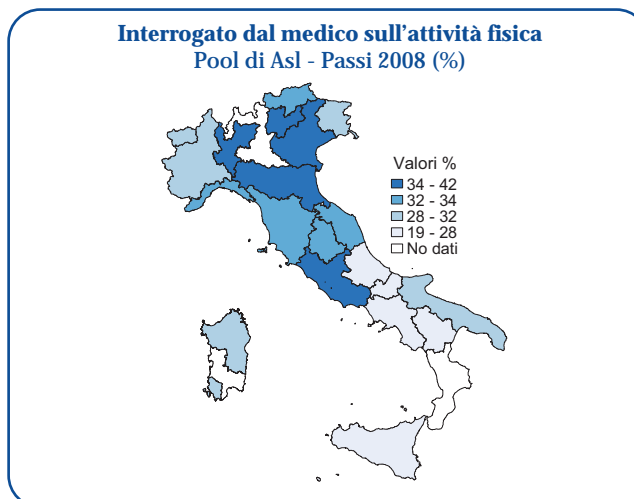 Interrogato dal medico sull'attività fisica
Pool di Asl - Passi 2008 (%)
Valori %
34 - 42
32 - 34
28 - 32
19 - 28
No dati